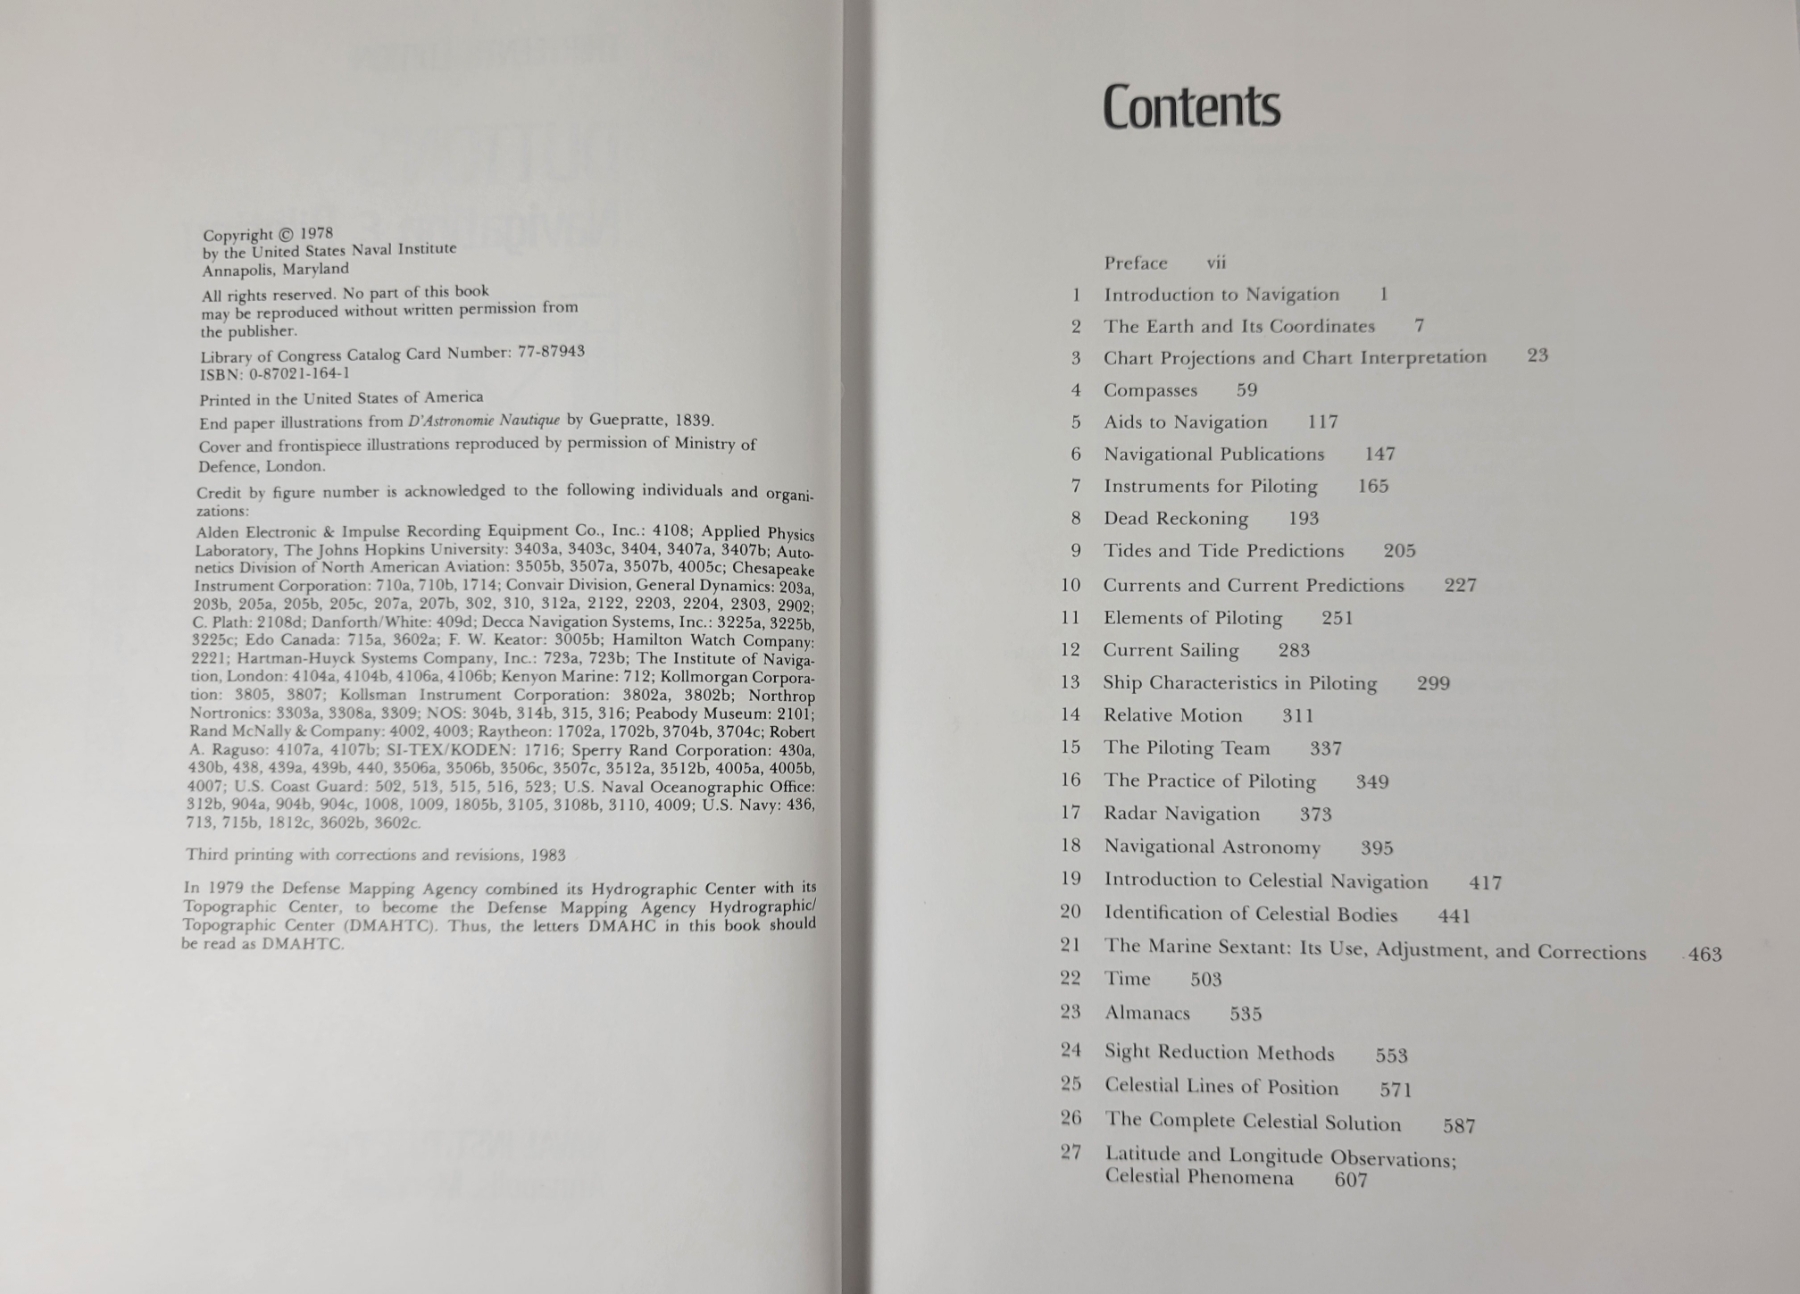 Copyright © 1978
by the United States Naval Institute
Annapolis, Maryland
All rights reserved. No part of this book
may be reproduced without written permission from
the publisher.
Library of Congress Catalog Card Number: 77-87943
ISBN: 0-87021-164-1
Printed in the United States of America
End paper illustrations from D'Astronomie Nautique by Guepratte, 1839.
Cover and frontispiece illustrations reproduced by permission of Ministry of
Defence, London.
Credit by figure number is acknowledged to the following individuals and organi-
zations:
Alden Electronic & Impulse Recording Equipment Co., Inc.: 4108; Applied Physics
Laboratory, The Johns Hopkins University: 3403a, 3403c, 3404, 3407a, 3407b; Auto-
netics Division of North American Aviation: 3505b, 3507a, 3507b, 4005c; Chesapeake
Instrument Corporation: 710a, 710b, 1714; Convair Division, General Dynamics: 203a,
203b, 205a, 205b, 205c, 207a, 207b, 302, 310, 312a, 2122, 2203, 2204, 2303, 2902;
C. Plath: 2108d; Danforth/White: 409d; Decca Navigation Systems, Inc.: 3225a, 3225b,
3225c; Edo Canada: 715a, 3602a; F. W. Keator: 3005b; Hamilton Watch Company:
2221; Hartman-Huyck Systems Company, Inc.: 723a, 723b; The Institute of Naviga-
tion, London: 4104a, 4104b, 4106a, 4106b; Kenyon Marine: 712; Kollmorgan Corpora-
tion: 3805, 3807; Kollsman Instrument Corporation: 3802a, 3802b; Northrop
Nortronics: 3303a, 3308a, 3309; NOS: 304b, 314b, 315, 316; Peabody Museum: 2101;
Rand McNally & Company: 4002, 4003; Raytheon: 1702a, 1702b, 3704b, 3704c; Robert
A. Raguso: 4107a, 4107b; SI-TEX/KODEN: 1716; Sperry Rand Corporation: 430a,
430b, 438, 439a, 439b, 440, 3506a, 3506b, 3506c, 3507c, 3512a, 3512b, 4005a, 4005b,
4007; U.S. Coast Guard: 502, 513, 515, 516, 523; U.S. Naval Oceanographic Office:
312b, 904a, 904b, 904c, 1008, 1009, 1805b, 3105, 3108b, 3110, 4009; U.S. Navy: 436,
713, 715b, 1812c, 3602b, 3602c.
Third printing with corrections and revisions, 1983
In 1979 the Defense Mapping Agency combined its Hydrographic Center with its
Topographic Center, to become the Defense Mapping Agency Hydrographic/
Topographic Center (DMAHTC). Thus, the letters DMAHC in this book should
be read as DMAHTC.
Contents
Preface vii
1 Introduction to Navigation 1
2 The Earth and Its Coordinates 7
3 Chart Projections and Chart Interpretation 23
4 Compasses 59
5 Aids to Navigation 117
6 Navigational Publications 147
7 Instruments for Piloting 165
8 Dead Reckoning 193
9 Tides and Tide Predictions 205
10 Currents and Current Predictions 227
11 Elements of Piloting 251
12 Current Sailing 283
13 Ship Characteristics in Piloting 299
14 Relative Motion 311
15 The Piloting Team 337
16 The Practice of Piloting 349
17 Radar Navigation 373
18 Navigational Astronomy 395
19 Introduction to Celestial Navigation 417
20 Identification of Celestial Bodies 441
21 The Marine Sextant: Its Use, Adjustment, and Corrections 463
22 Time 503
23 Almanacs 535
24 Sight Reduction Methods 553
25 Celestial Lines of Position 571
26 The Complete Celestial Solution 587
27 Latitude and Longitude Observations;
Celestial Phenomena 607